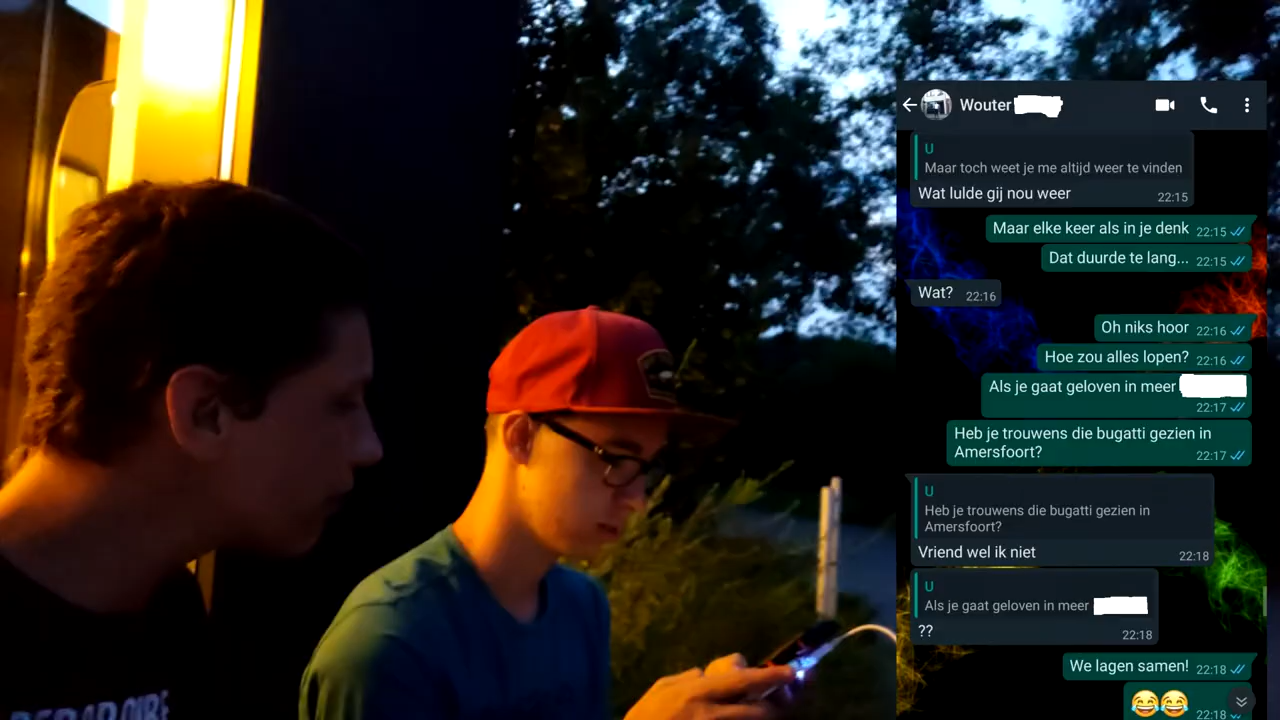 Wouter
U
Maar toch weet je me altijd weer te vinden
Wat lulde gij nou weer
22:15
Maar elke keer als in je denk 22:15
Dat duurde te lang... 22:15
Wat? 22:16
Oh niks hoor 22:16
Hoe zou alles lopen? 22:16
Als je gaat geloven in meer
22:17
Heb je trouwens die bugatti gezien in
Amersfoort?
22:17
U
Heb je trouwens die bugatti gezien in
Amersfoort?
Vriend wel ik niet
22:18
U
Als je gaat geloven in meer
??
22:18
We lagen samen! 22:18
😂😂
22:18